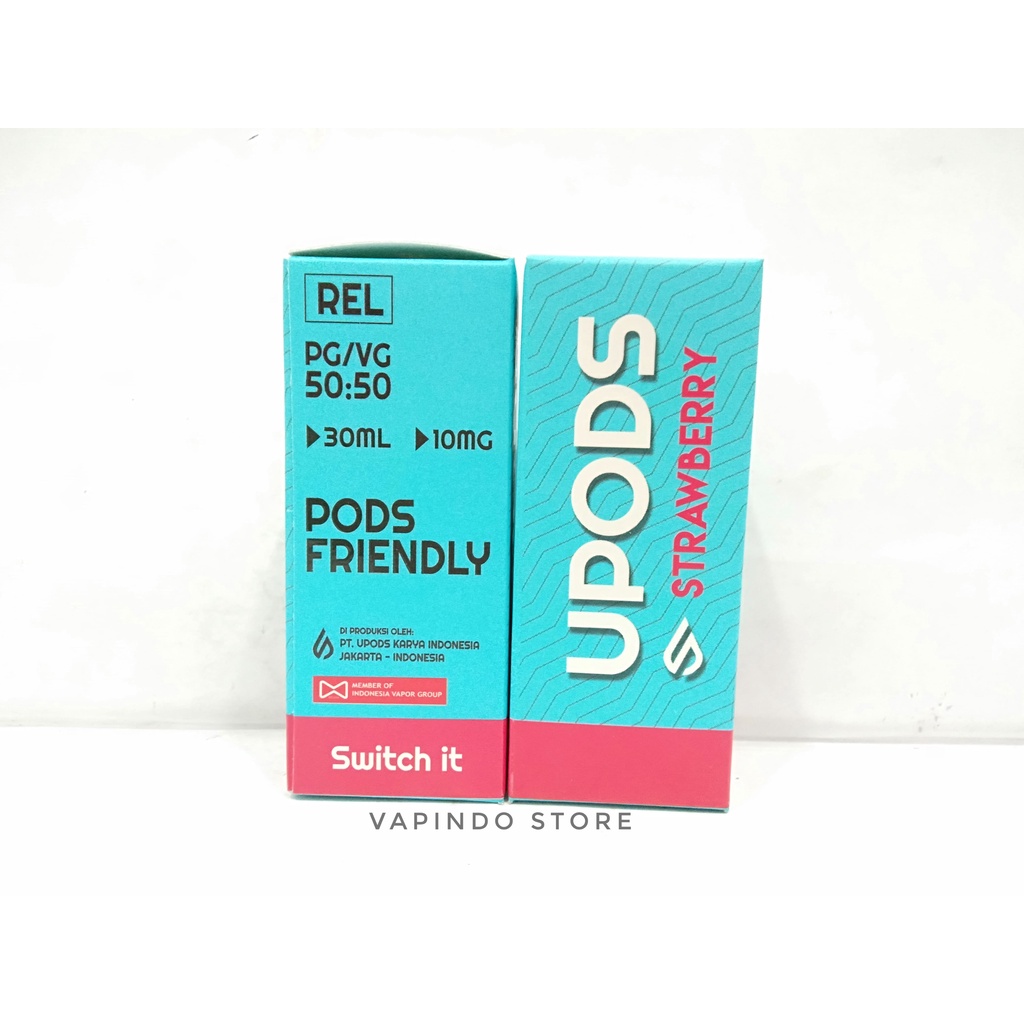 REL
PG/VG
50:50
30ML 10MG
PODS
FRIENDLY
DI PRODUKSI OLEH:
PT. UPODS KARYA INDONESIA
JAKARTA - INDONESIA
MEMBER OF
INDONESIA VAPOR GROUP
Switch it
UPODS
STRAWBERRY
VAPINDO STORE